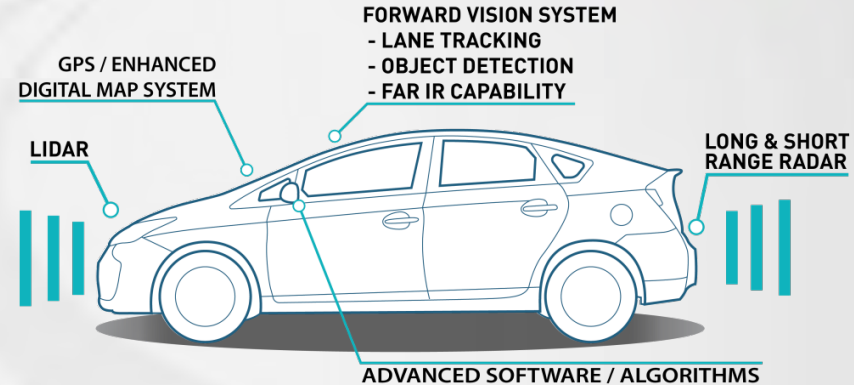 FORWARD VISION SYSTEM
- LANE TRACKING
- OBJECT DETECTION
- FAR IR CAPABILITY
GPS / ENHANCED
DIGITAL MAP SYSTEM
LIDAR
LONG & SHORT
RANGE RADAR
ADVANCED SOFTWARE / ALGORITHMS